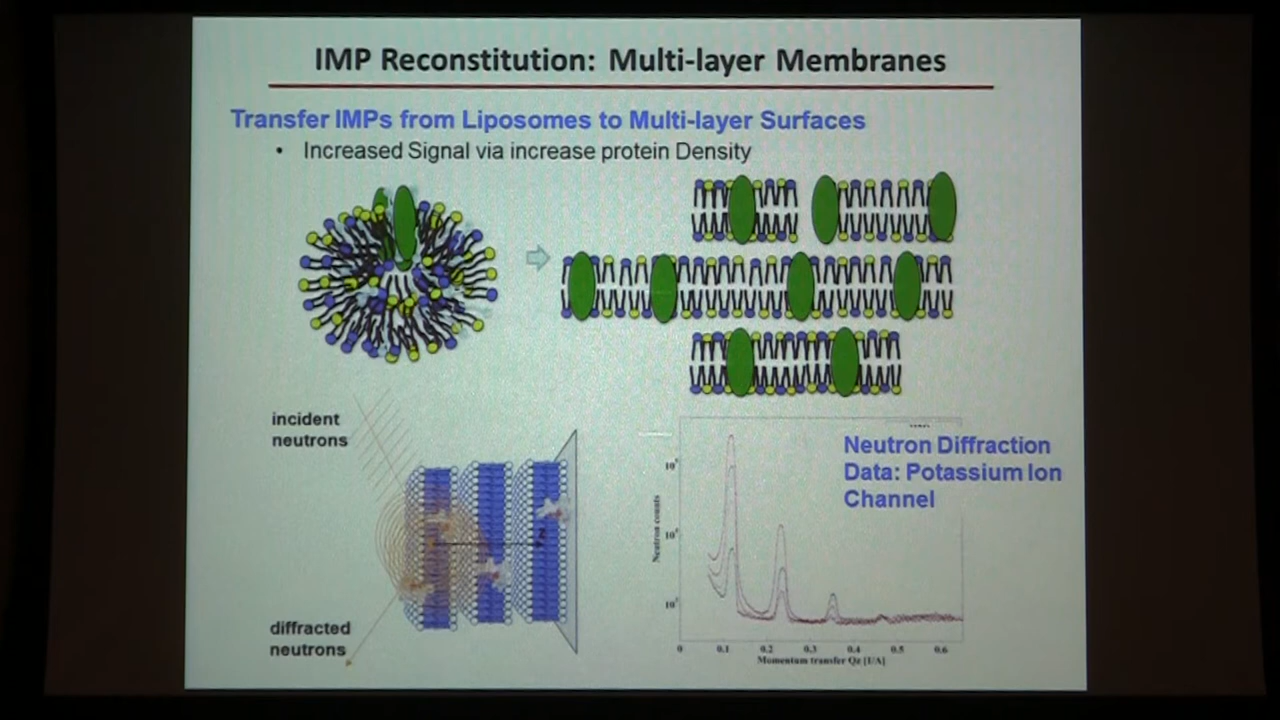 IMP Reconstitution: Multi-layer Membranes
Transfer IMPs from Liposomes to Multi-layer Surfaces
• Increased Signal via increase protein Density
incident
neutrons
diffracted
neutrons
Neutron Diffraction
Data: Potassium Ion
Channel
Neutron counts
0 0.1 0.2 0.3 0.4 0.5 0.6
Momentum transfer Qz [1/Å]